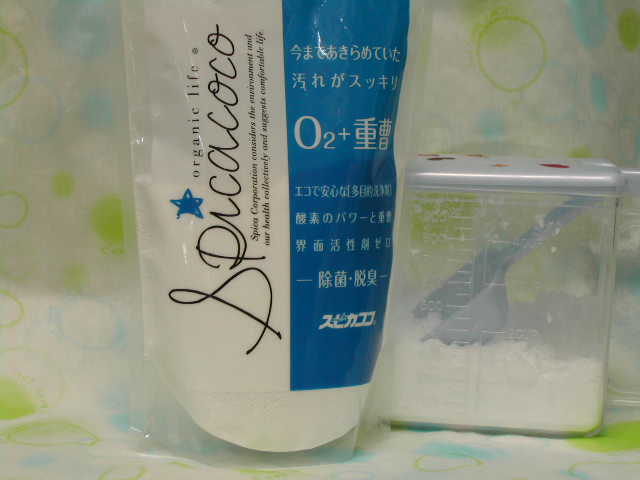 organic life ®
Spicacoco
Spica Corporation considers the environment and
our health collectively and suggests comfortable life.
今まであきらめていた
汚れがスッキリ
O2+重曹
エコで安心な【多目的洗浄剤】
酸素のパワーと重曹
界面活性剤ゼロ
除菌・脱臭
スピカココ